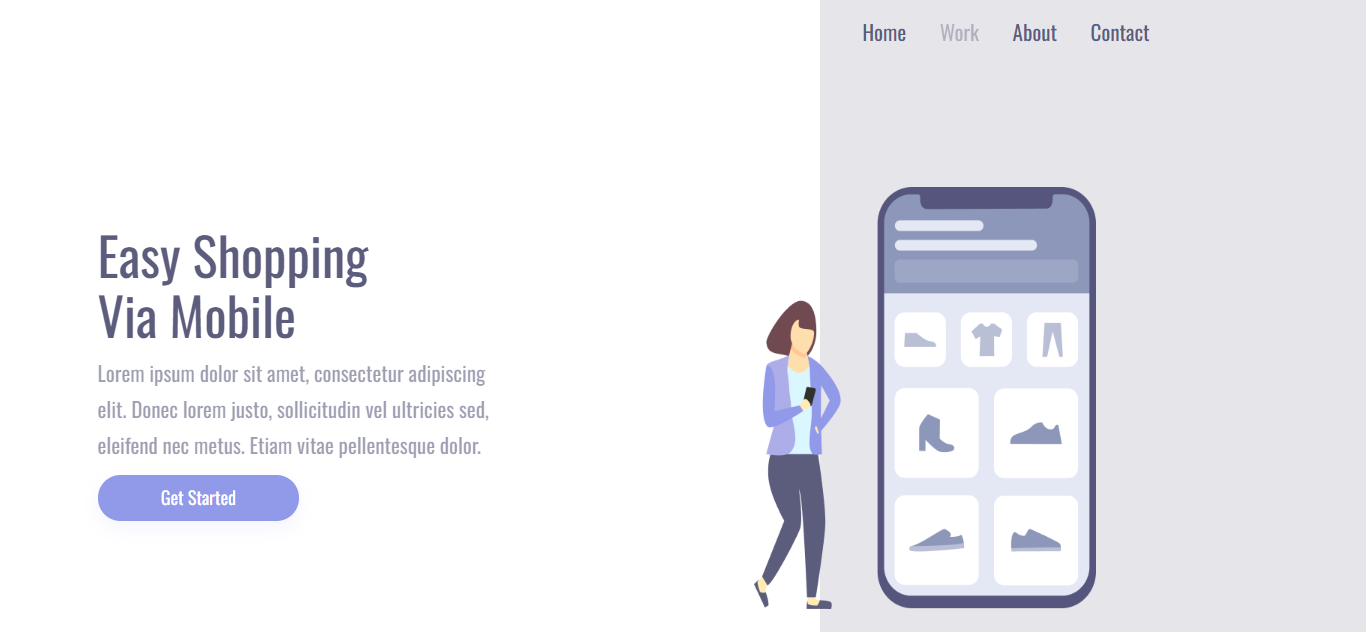 Home Work About Contact
Easy Shopping
Via Mobile
Lorem ipsum dolor sit amet, consectetur adipiscing
elit. Donec lorem justo, sollicitudin vel ultricies sed,
eleifend nec metus. Etiam vitae pellentesque dolor.
Get Started